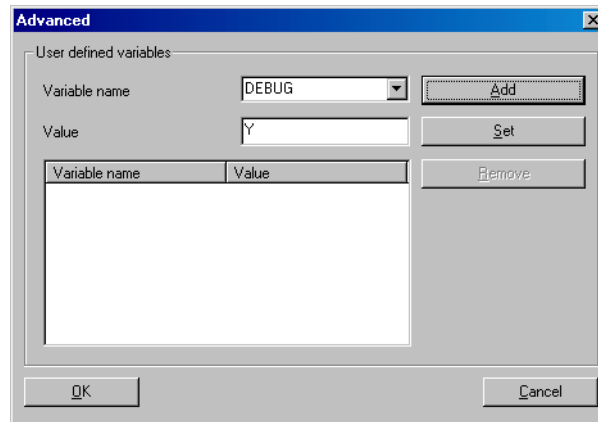 Advanced
User defined variables
Variable name DEBUG Add
Value Y Set
Variable name Value Remove
OK Cancel